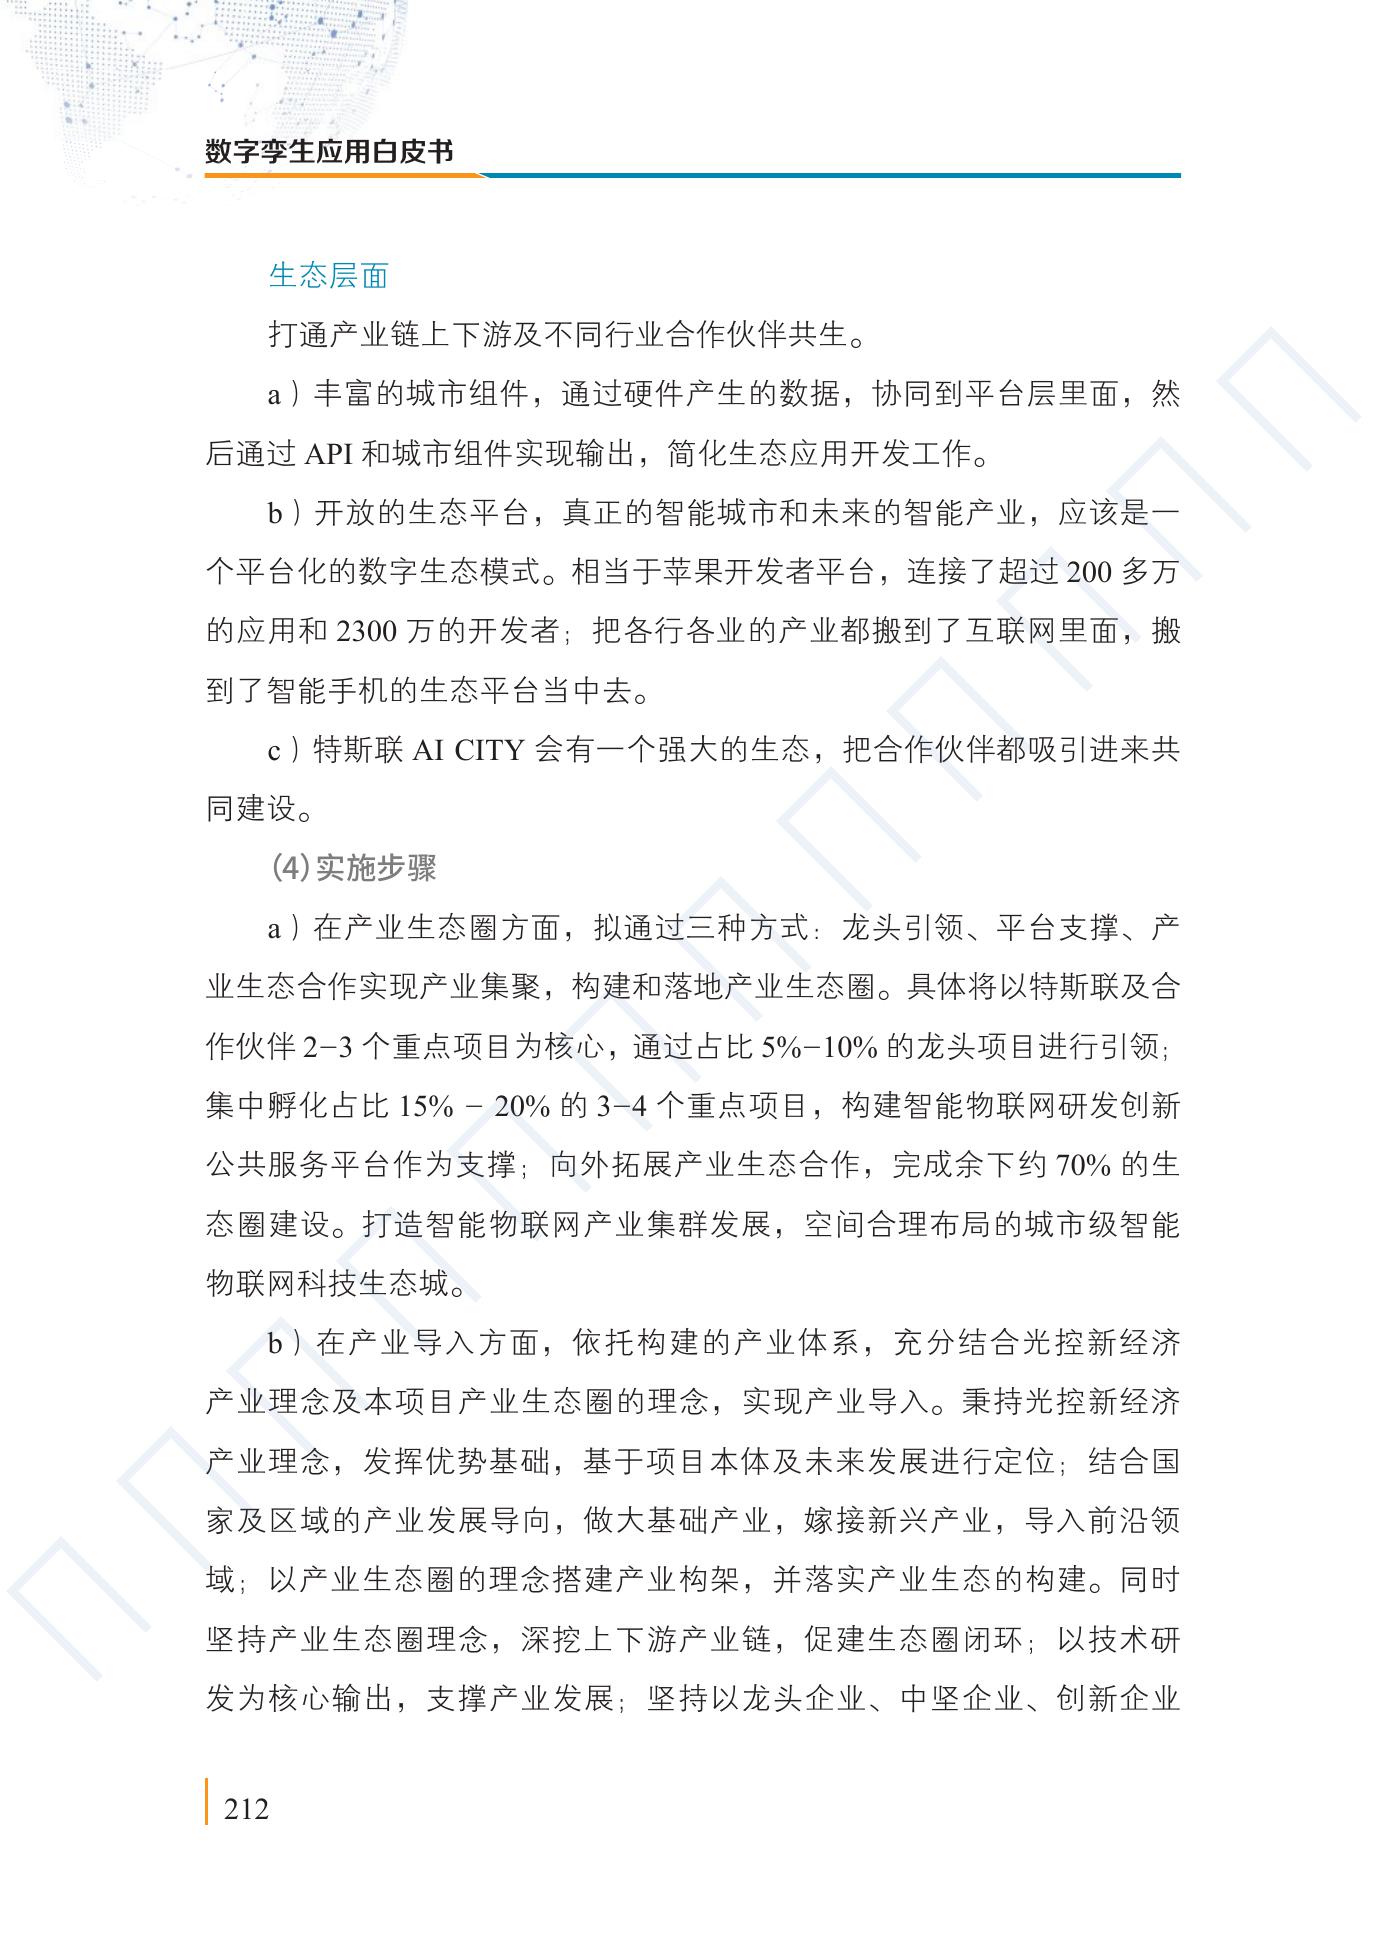 数字孪生应用白皮书
生态层面
打通产业链上下游及不同行业合作伙伴共生。
a）丰富的城市组件，通过硬件产生的数据，协同到平台层里面，然
后通过 API 和城市组件实现输出，简化生态应用开发工作。
b）开放的生态平台，真正的智能城市和未来的智能产业，应该是一
个平台化的数字生态模式。相当于苹果开发者平台，连接了超过 200 多万
的应用和 2300 万的开发者；把各行各业的产业都搬到了互联网里面，搬
到了智能手机的生态平台当中去。
c）特斯联 AI CITY 会有一个强大的生态，把合作伙伴都吸引进来共
同建设。
(4)实施步骤
a）在产业生态圈方面，拟通过三种方式：龙头引领、平台支撑、产
业生态合作实现产业集聚，构建和落地产业生态圈。具体将以特斯联及合
作伙伴 2−3 个重点项目为核心，通过占比 5%−10% 的龙头项目进行引领；
集中孵化占比 15% − 20% 的 3−4 个重点项目，构建智能物联网研发创新
公共服务平台作为支撑；向外拓展产业生态合作，完成余下约 70% 的生
态圈建设。打造智能物联网产业集群发展，空间合理布局的城市级智能
物联网科技生态城。
b）在产业导入方面，依托构建的产业体系，充分结合光控新经济
产业理念及本项目产业生态圈的理念，实现产业导入。秉持光控新经济
产业理念，发挥优势基础，基于项目本体及未来发展进行定位；结合国
家及区域的产业发展导向，做大基础产业，嫁接新兴产业，导入前沿领
域；以产业生态圈的理念搭建产业构架，并落实产业生态的构建。同时
坚持产业生态圈理念，深挖上下游产业链，促建生态圈闭环；以技术研
发为核心输出，支撑产业发展；坚持以龙头企业、中坚企业、创新企业
212